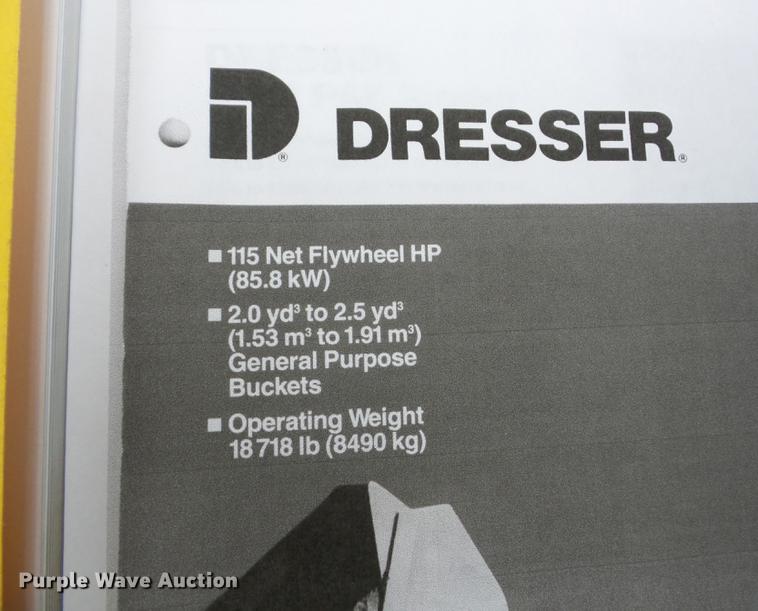 D®
DRESSER®
■ 115 Net Flywheel HP
(85.8 kW)
■ 2.0 yd³ to 2.5 yd³
(1.53 m³ to 1.91 m³)
General Purpose
Buckets
■ Operating Weight
18 718 lb (8490 kg)
Purple Wave Auction